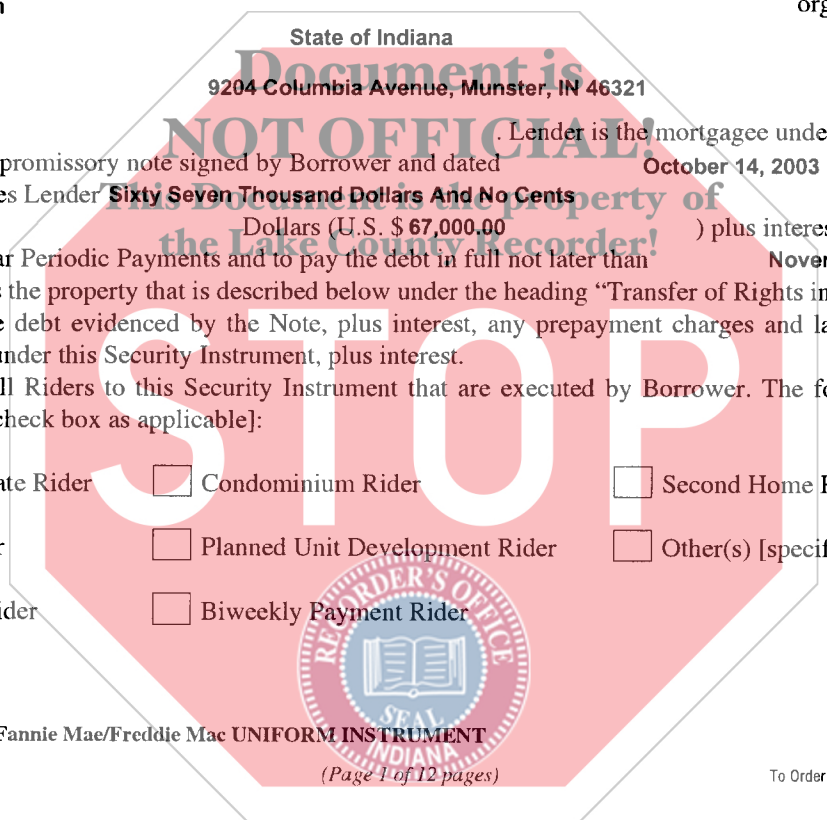 org
State of Indiana
Document is
9204 Columbia Avenue, Munster, IN 46321
NOT OFFICIAL!
. Lender is the mortgagee unde
promissory note signed by Borrower and dated October 14, 2003
es Lender Sixty Seven Thousand Dollars And No Cents
This Document is the property of
Dollars (U.S. $ 67,000.00 ) plus interes
the Lake County Recorder!
ar Periodic Payments and to pay the debt in full not later than Nover
s the property that is described below under the heading “Transfer of Rights in
e debt evidenced by the Note, plus interest, any prepayment charges and la
under this Security Instrument, plus interest.
ll Riders to this Security Instrument that are executed by Borrower. The fo
check box as applicable]:
STOP
ate Rider Condominium Rider Second Home R
r Planned Unit Development Rider Other(s) [specif
ider Biweekly Payment Rider
RECORDER'S OFFICE
SEAL
INDIANA
Fannie Mae/Freddie Mac UNIFORM INSTRUMENT
(Page 1 of 12 pages)
To Order